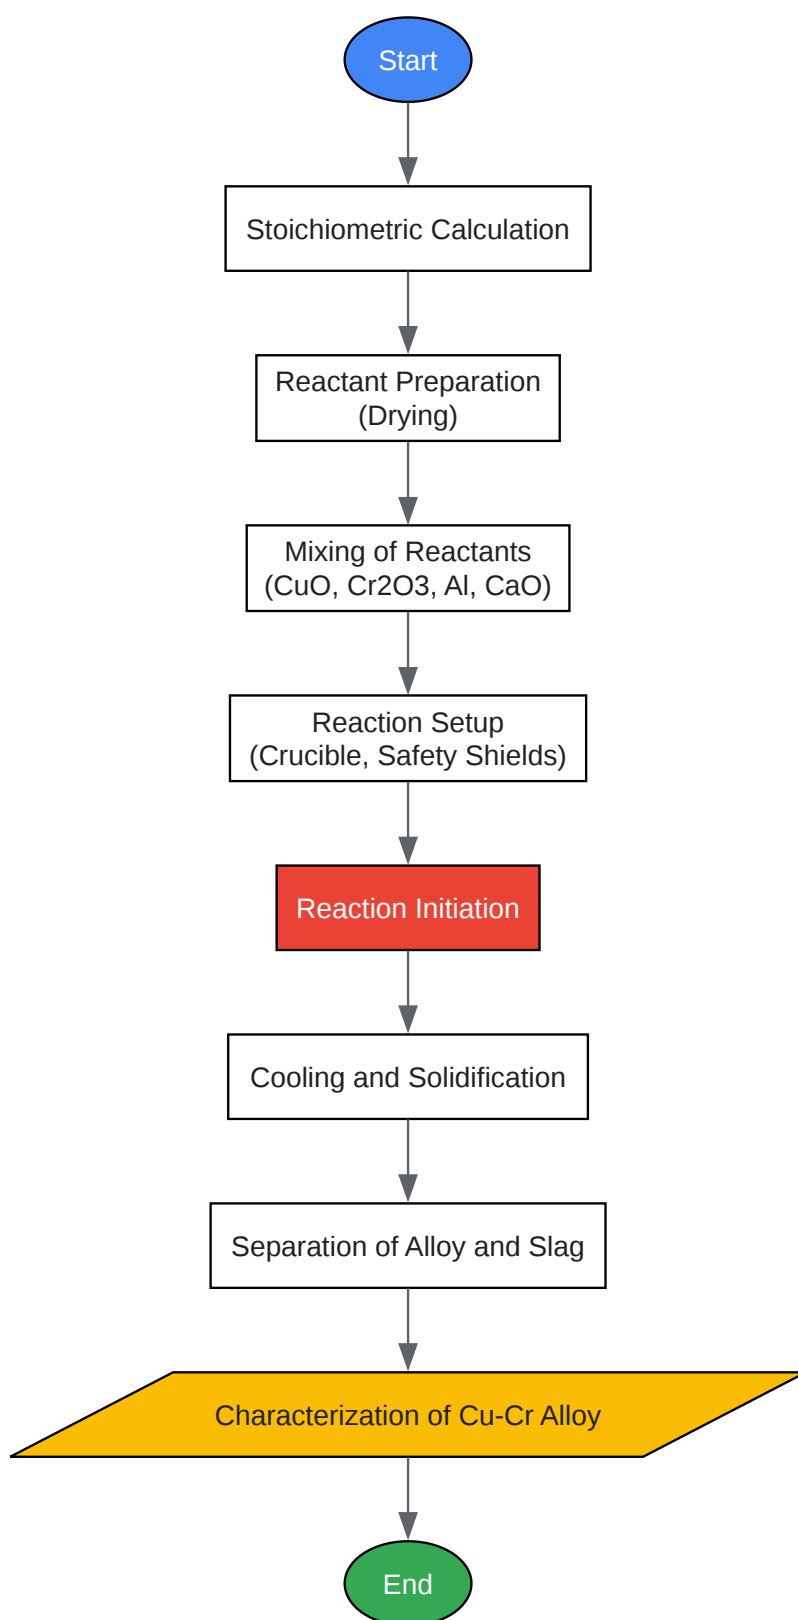 Start
Stoichiometric Calculation
Reactant Preparation
(Drying)
Mixing of Reactants
(CuO, Cr2O3, Al, CaO)
Reaction Setup
(Crucible, Safety Shields)
Reaction Initiation
Cooling and Solidification
Separation of Alloy and Slag
Characterization of Cu-Cr Alloy
End